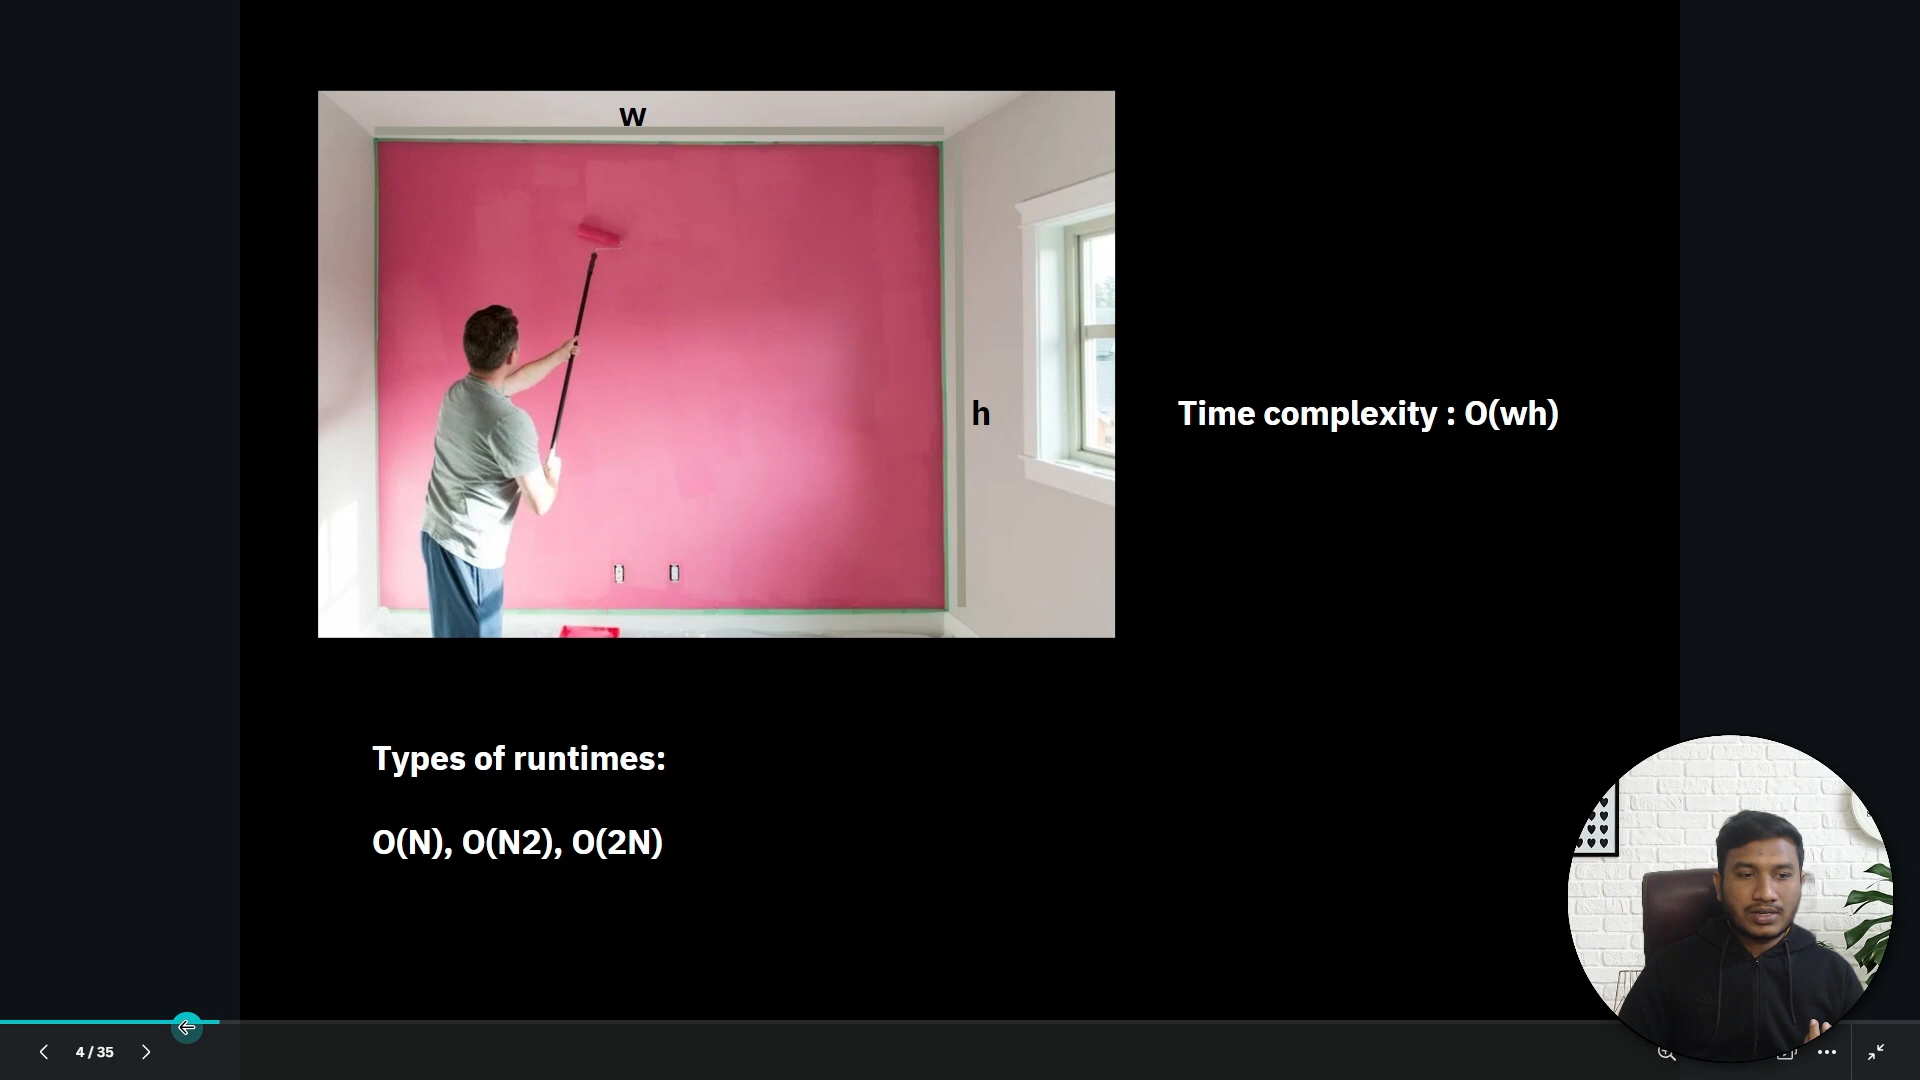 w
h
Time complexity : O(wh)
Types of runtimes:
O(N), O(N2), O(2N)
4 / 35